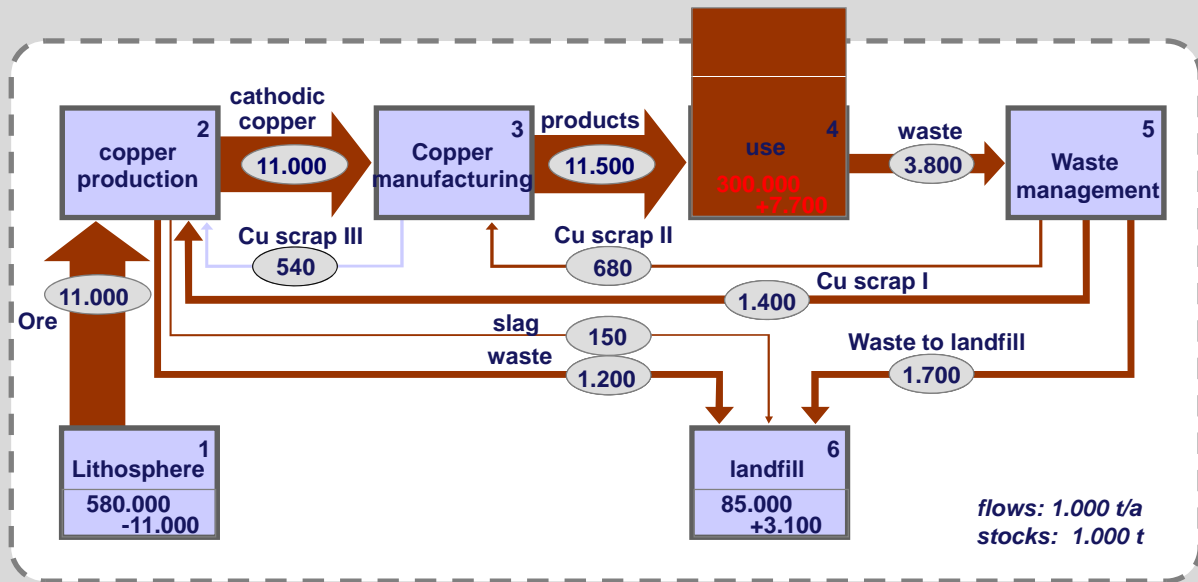 cathodic
copper
products
waste
2
copper
production
11.000
3
Copper
manufacturing
11.500
4
use
300.000
+7.700
3.800
5
Waste
management
Cu scrap III
540
Cu scrap II
680
Cu scrap I
1.400
11.000
Ore
slag
150
waste
1.200
Waste to landfill
1.700
1
Lithosphere
580.000
-11.000
6
landfill
85.000
+3.100
flows: 1.000 t/a
stocks: 1.000 t